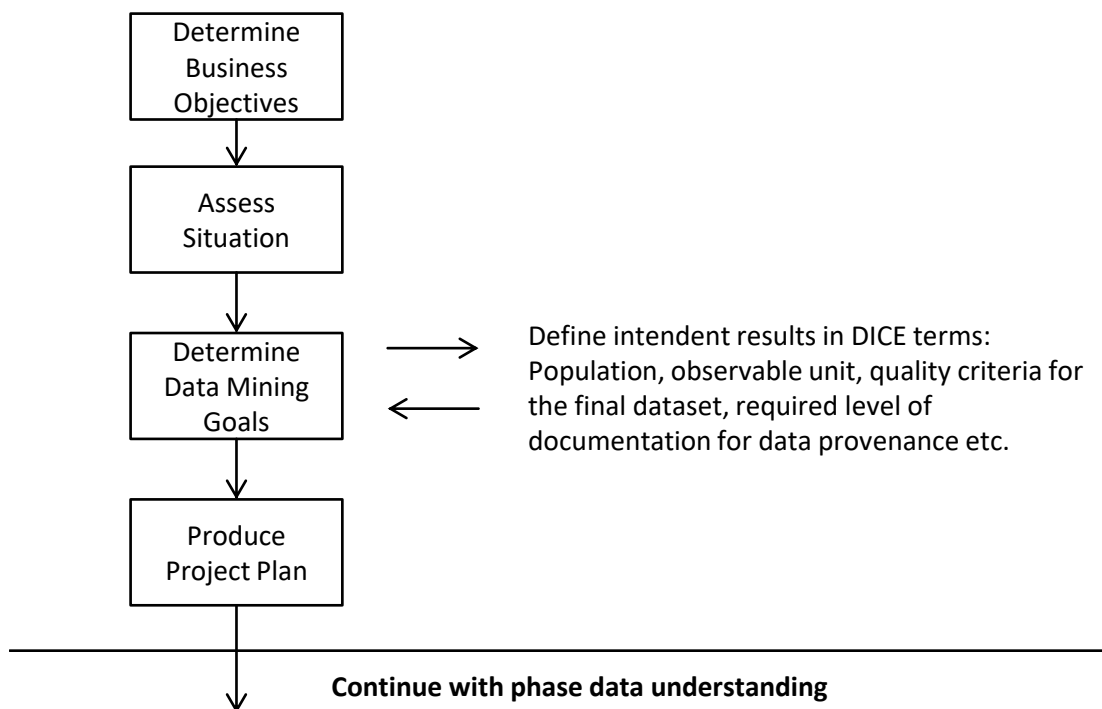 Determine
Business
Objectives
Assess
Situation
Determine
Data Mining
Goals
Define intendent results in DICE terms:
Population, observable unit, quality criteria for
the final dataset, required level of
documentation for data provenance etc.
Produce
Project Plan
Continue with phase data understanding